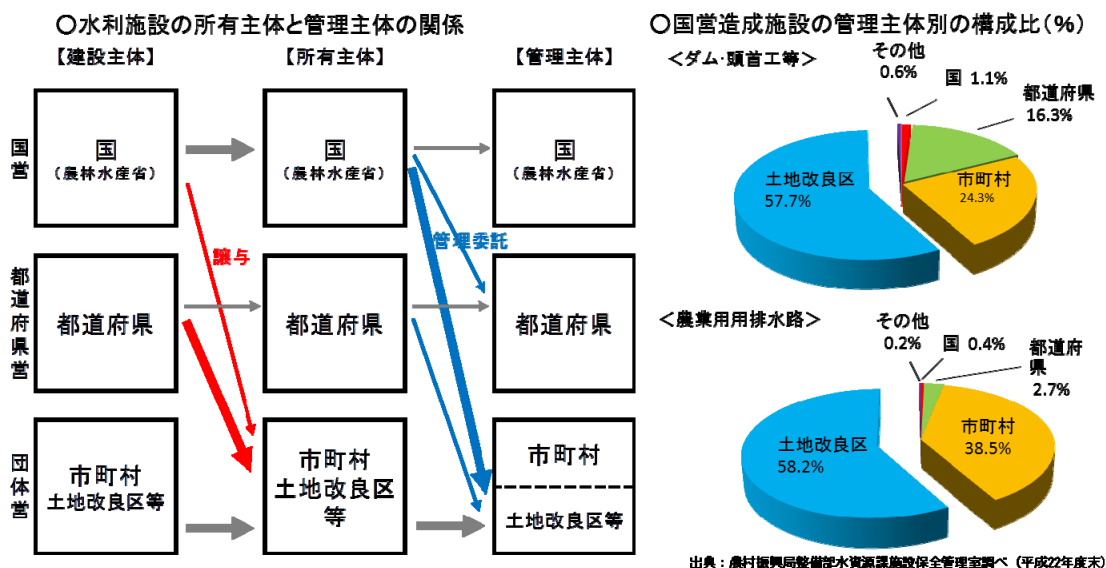 〇水利施設の所有主体と管理主体の関係
【建設主体】
【所有主体】
【管理主体】
国営
国
(農林水産省)
国
(農林水産省)
国
(農林水産省)
譲与
管理委託
都道府県営
都道府県
都道府県
都道府県
団体営
市町村
土地改良区等
市町村
土地改良区
等
市町村
土地改良区等
〇国営造成施設の管理主体別の構成比(%)
<ダム・頭首工等>
その他
0.6%
国 1.1%
都道府県
16.3%
市町村
24.3%
土地改良区
57.7%
<農業用用排水路>
その他
0.2%
国 0.4%
都道府
県
2.7%
市町村
38.5%
土地改良区
58.2%
出典:農村振興局整備部水資源課施設保全管理室調べ(平成22年度末)